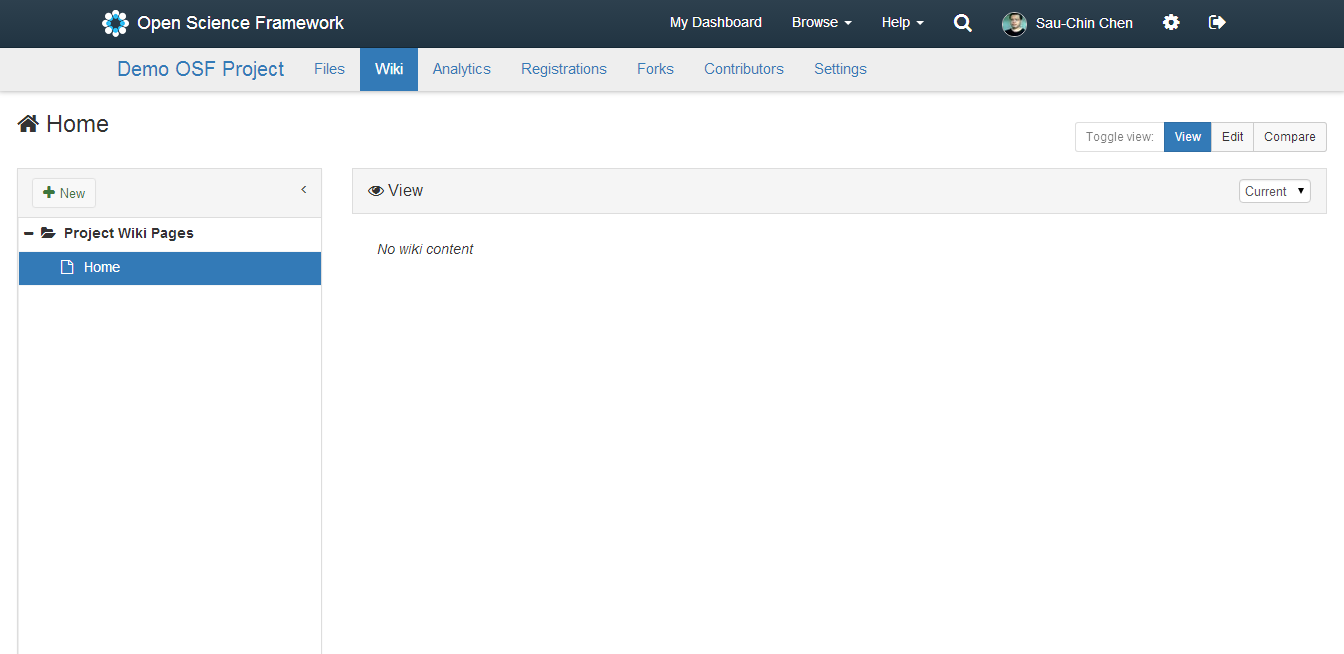 Open Science Framework My Dashboard Browse Help Sau-Chin Chen
Demo OSF Project Files Wiki Analytics Registrations Forks Contributors Settings
Home
Toggle view: View Edit Compare
New
View Current
Project Wiki Pages
Home
No wiki content